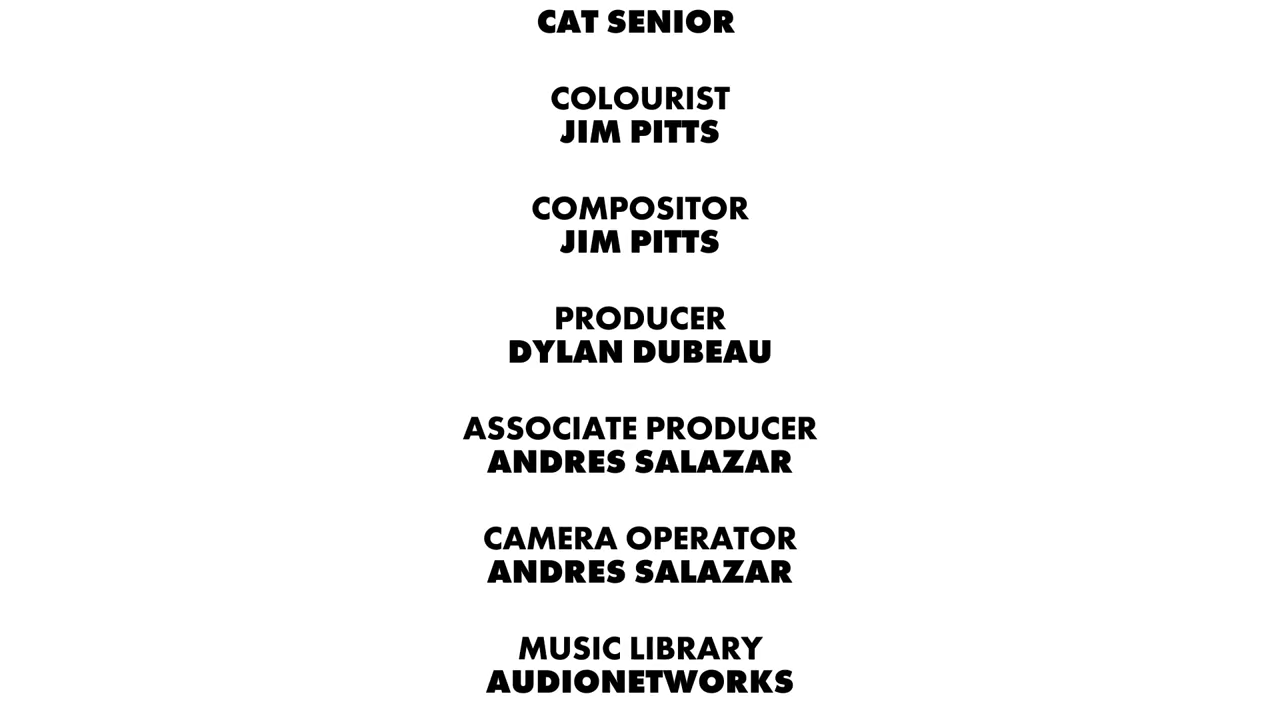 CAT SENIOR
COLOURIST
JIM PITTS
COMPOSITOR
JIM PITTS
PRODUCER
DYLAN DUBEAU
ASSOCIATE PRODUCER
ANDRES SALAZAR
CAMERA OPERATOR
ANDRES SALAZAR
MUSIC LIBRARY
AUDIONETWORKS